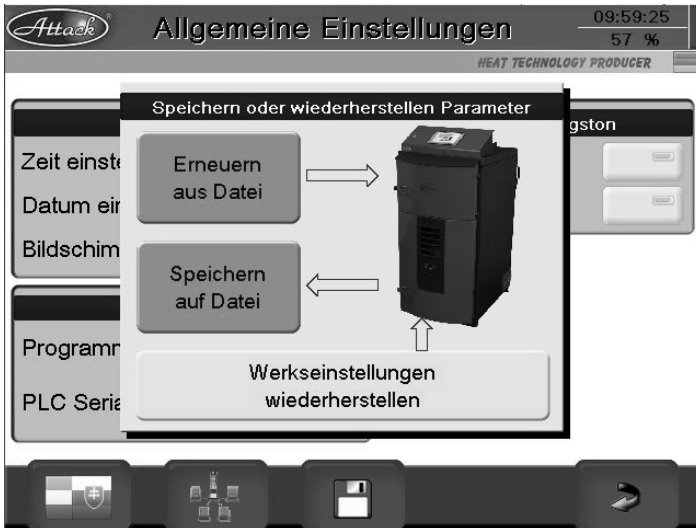 Attack
Allgemeine Einstellungen
09:59:25
57 %
HEAT TECHNOLOGY PRODUCER
Speichern oder wiederherstellen Parameter
gston
Zeit einste
Erneuern
aus Datei
Datum ein
Bildschim
Speichern
auf Datei
Programm
Werkseinstellungen
wiederherstellen
PLC Seria